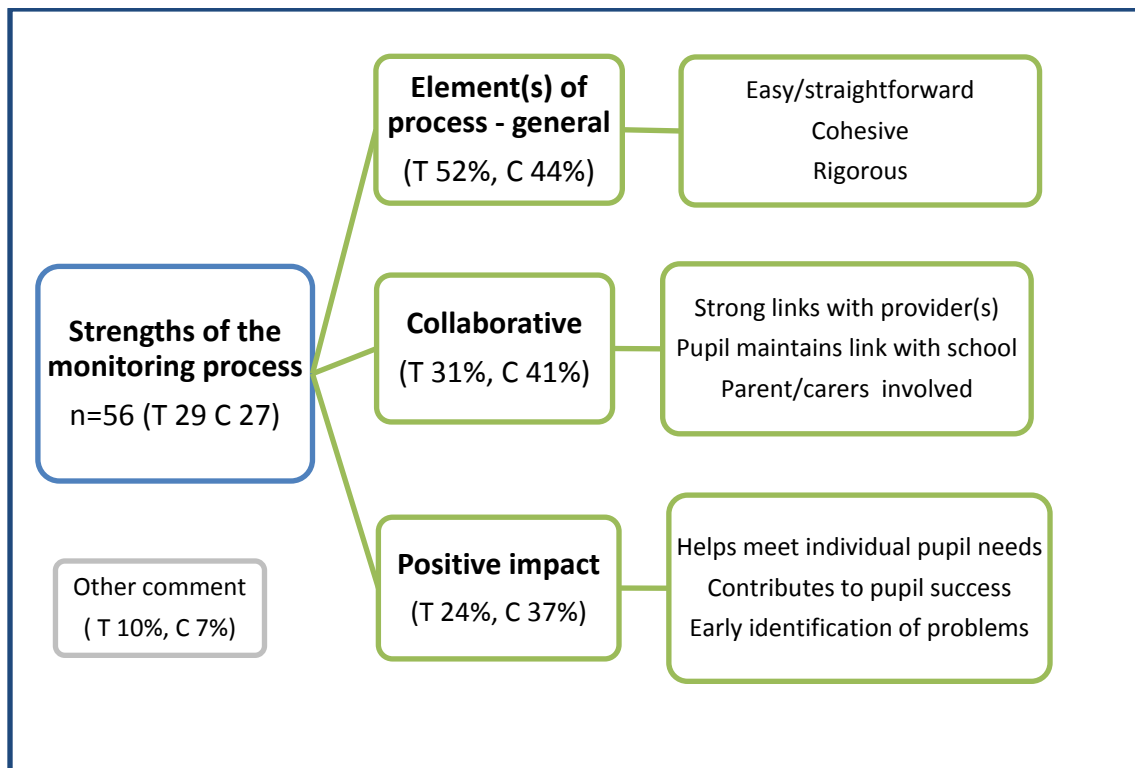 Strengths of the
monitoring process
n=56 (T 29 C 27)
Element(s) of
process - general
(T 52%, C 44%)
Easy/straightforward
Cohesive
Rigorous
Collaborative
(T 31%, C 41%)
Strong links with provider(s)
Pupil maintains link with school
Parent/carers  involved
Positive impact
(T 24%, C 37%)
Helps meet individual pupil needs
Contributes to pupil success
Early identification of problems
Other comment
( T 10%, C 7%)